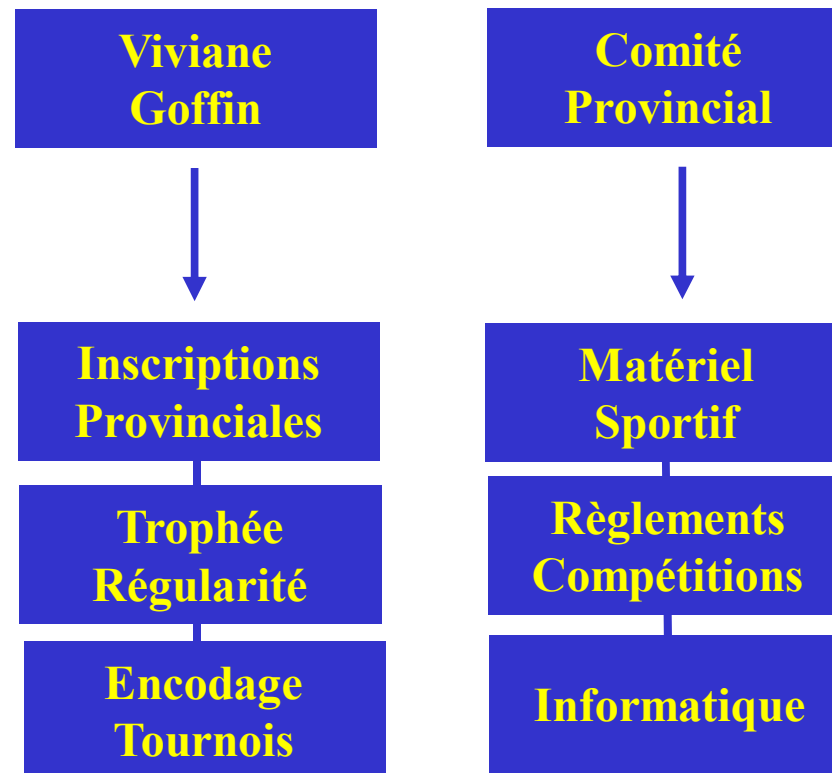 Viviane
Goffin
Inscriptions
Provinciales
Trophée
Régularité
Encodage
Tournois
Comité
Provincial
Matériel
Sportif
Règlements
Compétitions
Informatique